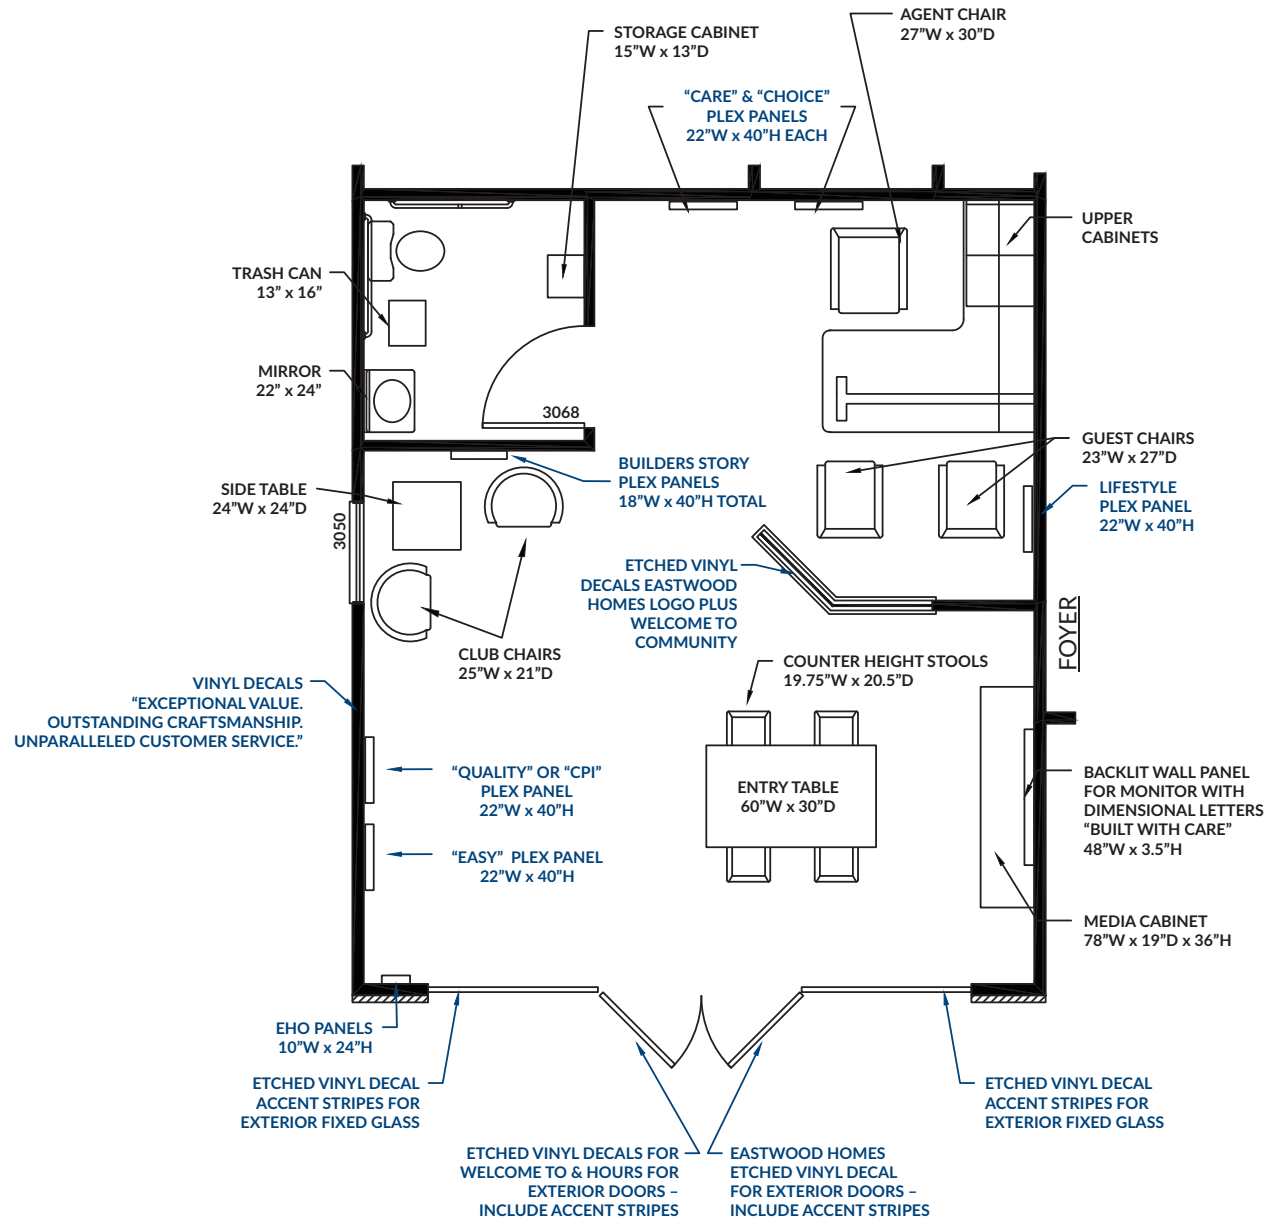 AGENT CHAIR
27”W x 30”D
STORAGE CABINET
15”W x 13”D
“CARE” & “CHOICE”
PLEX PANELS
22”W x 40”H EACH
UPPER
CABINETS
TRASH CAN
13” x 16”
MIRROR
22” x 24”
3068
GUEST CHAIRS
23”W x 27”D
BUILDERS STORY
PLEX PANELS
18”W x 40”H TOTAL
SIDE TABLE
24”W x 24”D
LIFESTYLE
PLEX PANEL
22”W x 40”H
3050
ETCHED VINYL
DECALS EASTWOOD
HOMES LOGO PLUS
WELCOME TO
COMMUNITY
FOYER
CLUB CHAIRS
25”W x 21”D
COUNTER HEIGHT STOOLS
19.75”W x 20.5”D
VINYL DECALS
“EXCEPTIONAL VALUE.
OUTSTANDING CRAFTSMANSHIP.
UNPARALLELED CUSTOMER SERVICE.”
“QUALITY” OR “CPI”
PLEX PANEL
22”W x 40”H
ENTRY TABLE
60”W x 30”D
BACKLIT WALL PANEL
FOR MONITOR WITH
DIMENSIONAL LETTERS
“BUILT WITH CARE”
48”W x 3.5”H
“EASY” PLEX PANEL
22”W x 40”H
MEDIA CABINET
78”W x 19”D x 36”H
EHO PANELS
10”W x 24”H
ETCHED VINYL DECAL
ACCENT STRIPES FOR
EXTERIOR FIXED GLASS
ETCHED VINYL DECAL
ACCENT STRIPES FOR
EXTERIOR FIXED GLASS
ETCHED VINYL DECALS FOR
WELCOME TO & HOURS FOR
EXTERIOR DOORS –
INCLUDE ACCENT STRIPES
EASTWOOD HOMES
ETCHED VINYL DECAL
FOR EXTERIOR DOORS –
INCLUDE ACCENT STRIPES